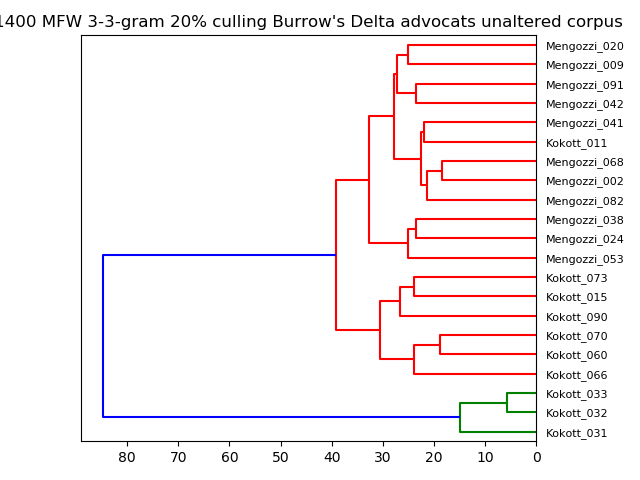 1400 MFW 3-3-gram 20% culling Burrow's Delta advocats unaltered corpus
Mengozzi_020
Mengozzi_009
Mengozzi_091
Mengozzi_042
Mengozzi_041
Kokott_011
Mengozzi_068
Mengozzi_002
Mengozzi_082
Mengozzi_038
Mengozzi_024
Mengozzi_053
Kokott_073
Kokott_015
Kokott_090
Kokott_070
Kokott_060
Kokott_066
Kokott_033
Kokott_032
Kokott_031
80 70 60 50 40 30 20 10 0